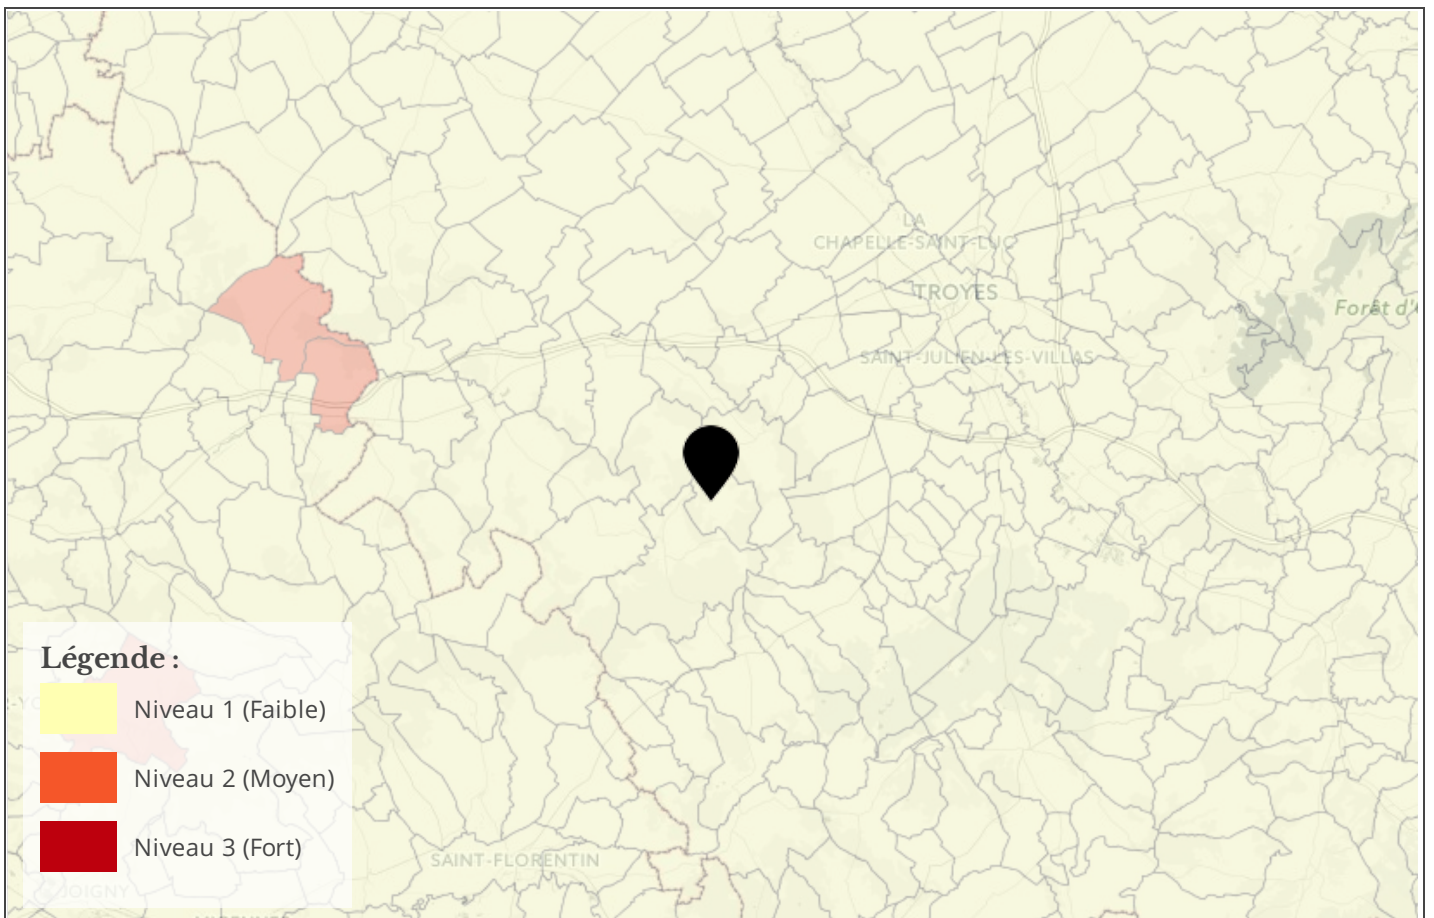 LA
CHAPELLE-SAINT-LUC
TROYES
Forêt d'
SAINT-JULIEN-LES-VILLAS
Légende :
Niveau 1 (Faible)
Niveau 2 (Moyen)
Niveau 3 (Fort)
SAINT-FLORENTIN
JOIGNY